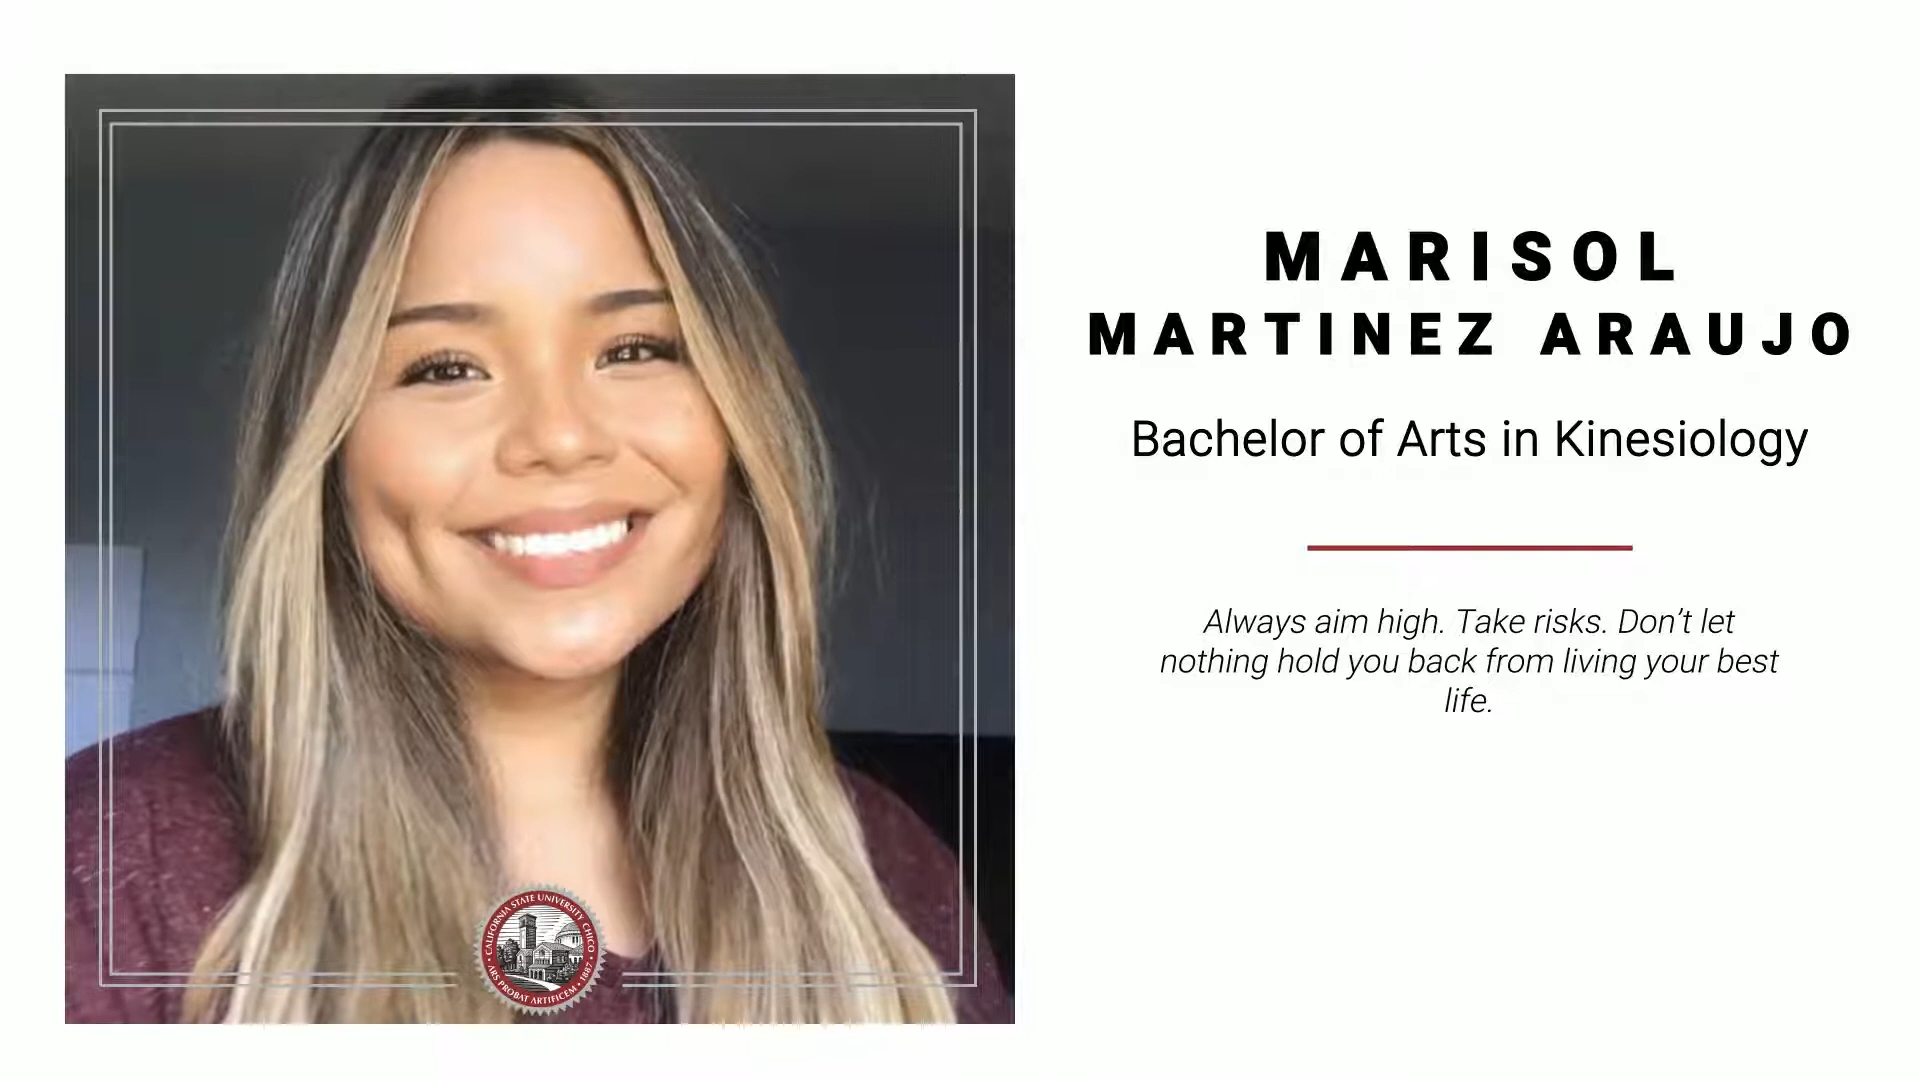 MARISOL
MARTINEZ ARAUJO
Bachelor of Arts in Kinesiology
Always aim high. Take risks. Don’t let
nothing hold you back from living your best
life.
CALIFORNIA STATE UNIVERSITY CHICO
ARS PROBAT ARTIFICEM • 1887